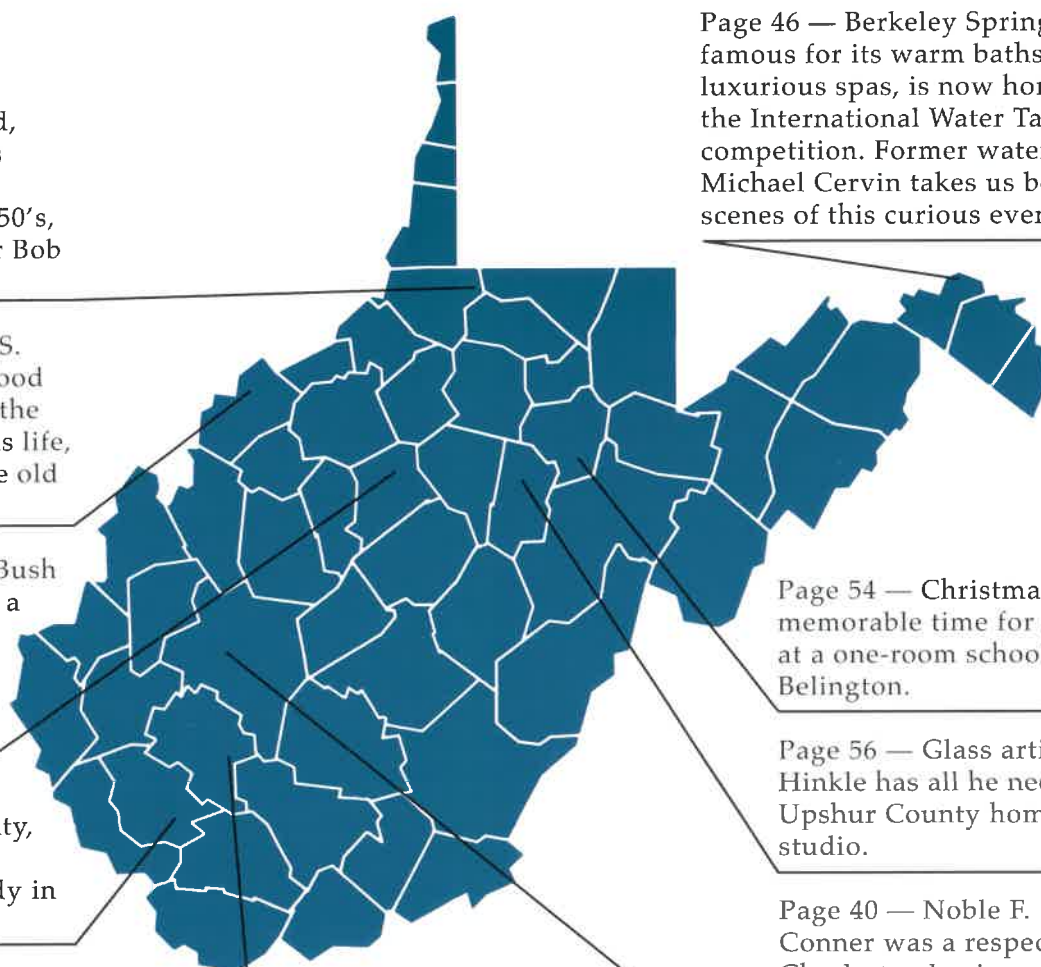 d,
s
50's,
r Bob
S.
ood
the
s life,
e old
Bush
a
ty,
ly in
Page 46 — Berkeley Spring
famous for its warm baths
luxurious spas, is now hor
the International Water Ta
competition. Former water
Michael Cervin takes us b
scenes of this curious ever
Page 54 — Christma
memorable time for
at a one-room schoo
Belington.
Page 56 — Glass arti
Hinkle has all he nee
Upshur County hom
studio.
Page 40 — Noble F.
Conner was a respec